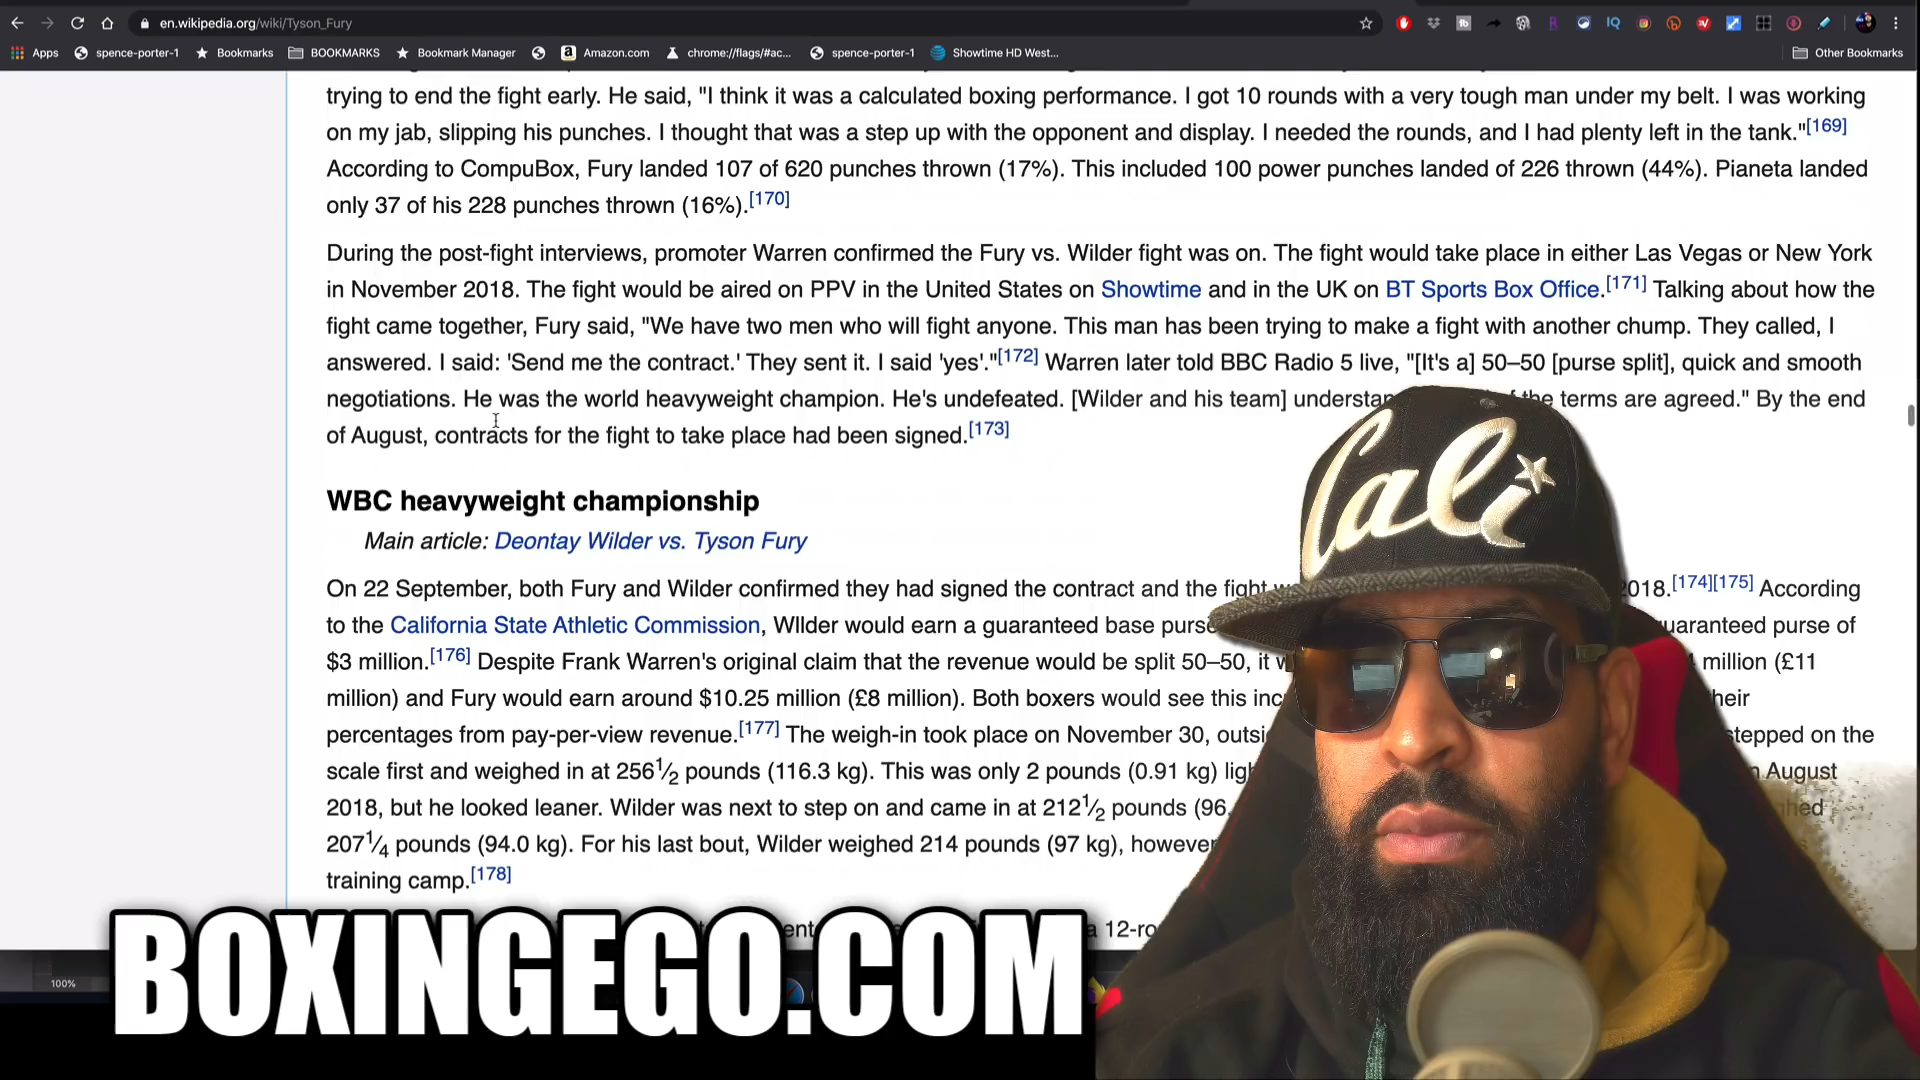 en.wikipedia.org/wiki/Tyson_Fury
Apps spence-porter-1 Bookmarks BOOKMARKS Bookmark Manager Amazon.com chrome://flags/#ac... spence-porter-1 Showtime HD West... Other Bookmarks
trying to end the fight early. He said, "I think it was a calculated boxing performance. I got 10 rounds with a very tough man under my belt. I was working
on my jab, slipping his punches. I thought that was a step up with the opponent and display. I needed the rounds, and I had plenty left in the tank."[169]
According to CompuBox, Fury landed 107 of 620 punches thrown (17%). This included 100 power punches landed of 226 thrown (44%). Pianeta landed
only 37 of his 228 punches thrown (16%).[170]
During the post-fight interviews, promoter Warren confirmed the Fury vs. Wilder fight was on. The fight would take place in either Las Vegas or New York
in November 2018. The fight would be aired on PPV in the United States on Showtime and in the UK on BT Sports Box Office.[171] Talking about how the
fight came together, Fury said, "We have two men who will fight anyone. This man has been trying to make a fight with another chump. They called, I
answered. I said: 'Send me the contract.' They sent it. I said 'yes'."[172] Warren later told BBC Radio 5 live, "[It's a] 50–50 [purse split], quick and smooth
negotiations. He was the world heavyweight champion. He's undefeated. [Wilder and his team] the terms are agreed." By the end
of August, contracts for the fight to take place had been signed.[173]
WBC heavyweight championship
Main article: Deontay Wilder vs. Tyson Fury
On 22 September, both Fury and Wilder confirmed they had signed the contract and the fight 2018.[174][175] According
to the California State Athletic Commission, WIlder would earn a guaranteed base purse guaranteed purse of
$3 million.[176] Despite Frank Warren's original claim that the revenue would be split 50–50, it million (£11
million) and Fury would earn around $10.25 million (£8 million). Both boxers would see this their
percentages from pay-per-view revenue.[177] The weigh-in took place on November 30, stepped on the
scale first and weighed in at 256½ pounds (116.3 kg). This was only 2 pounds (0.91 kg) August
2018, but he looked leaner. Wilder was next to step on and came in at 212½ pounds (96.
207¼ pounds (94.0 kg). For his last bout, Wilder weighed 214 pounds (97 kg), however
training camp.[178]
a 12-
100%
Cali
BOXINGEGO.COM